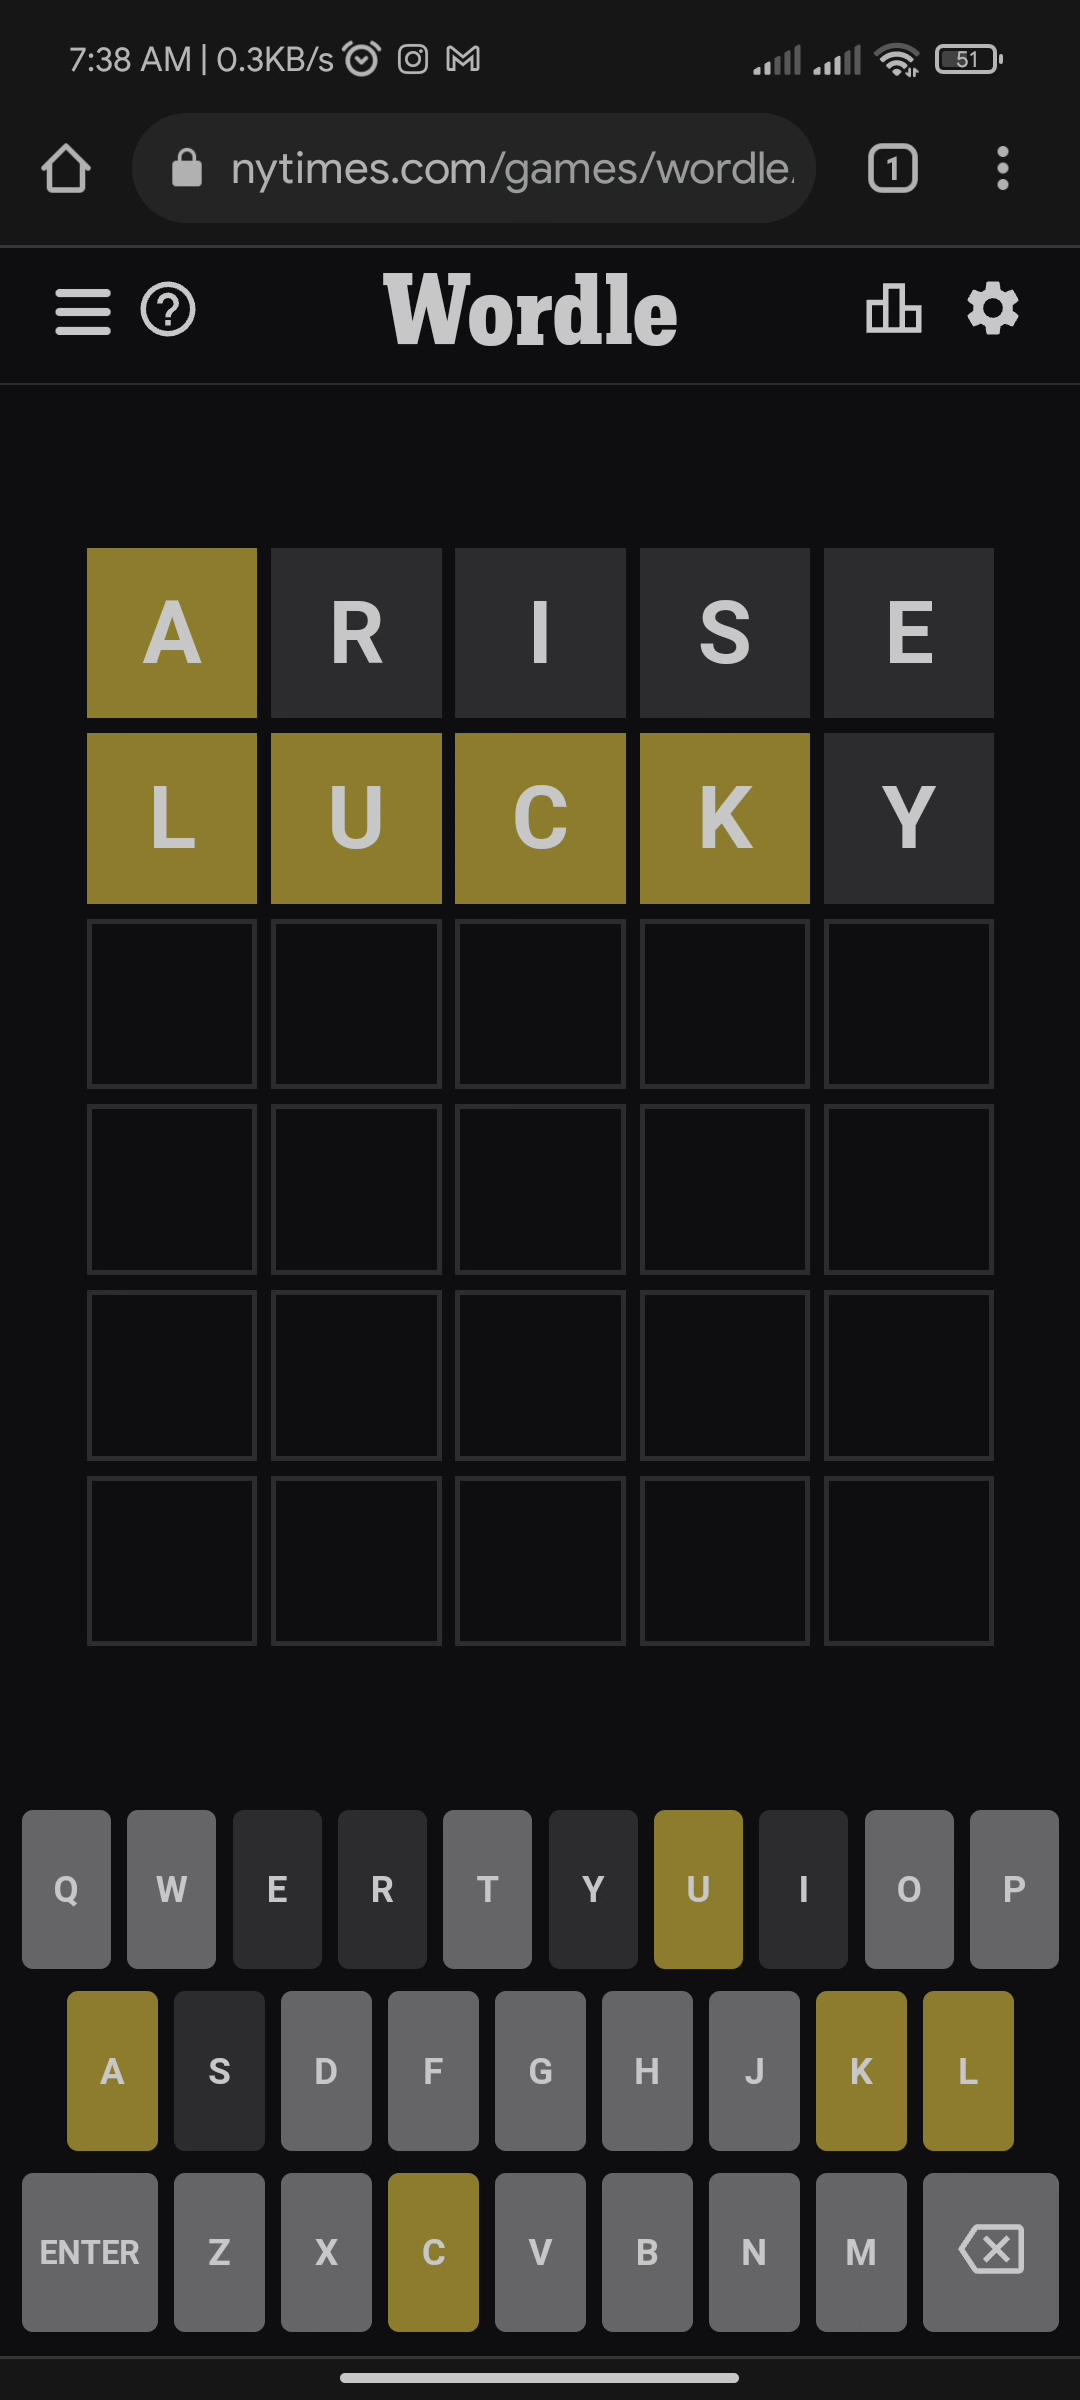 7:38 AM | 0.3KB/s 51
nytimes.com/games/wordle
1
Wordle
A R I S E
L U C K Y
Q W E R T Y U I O P
A S D F G H J K L
ENTER Z X C V B N M